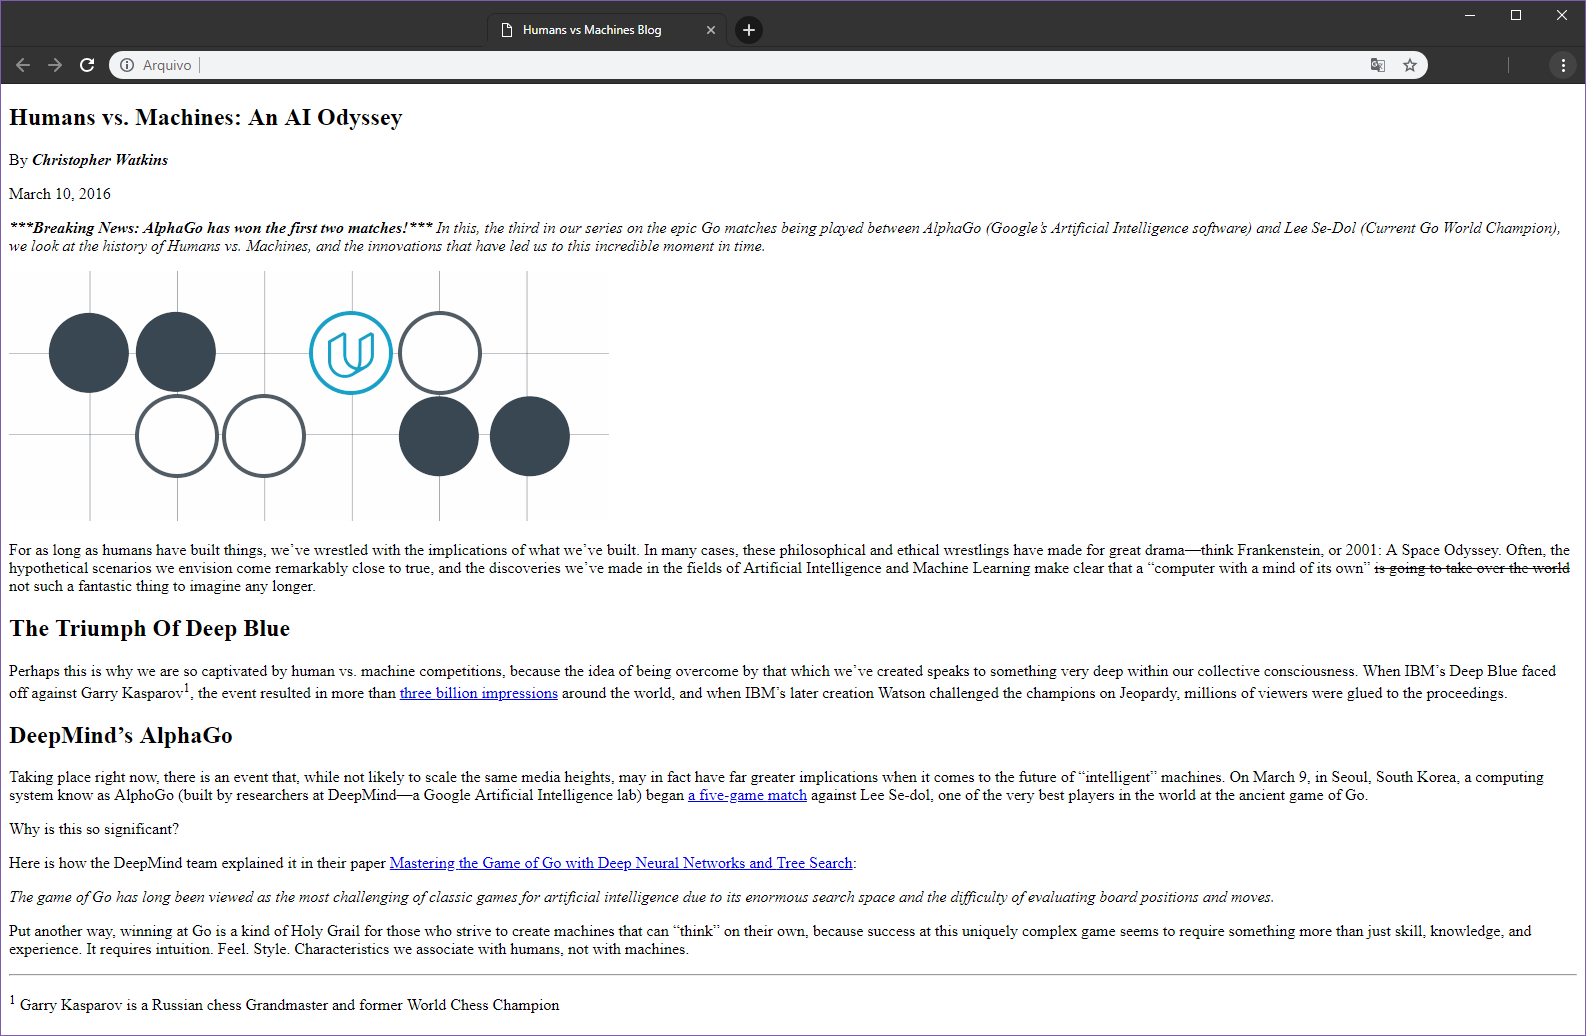 Humans vs Machines Blog
Arquivo
Humans vs. Machines: An AI Odyssey
By Christopher Watkins
March 10, 2016
***Breaking News: AlphaGo has won the first two matches!*** In this, the third in our series on the epic Go matches being played between AlphaGo (Google's Artificial Intelligence software) and Lee Se-Dol (Current Go World Champion),
we look at the history of Humans vs. Machines, and the innovations that have led us to this incredible moment in time.
For as long as humans have built things, we’ve wrestled with the implications of what we’ve built. In many cases, these philosophical and ethical wrestlings have made for great drama—think Frankenstein, or 2001: A Space Odyssey. Often, the
hypothetical scenarios we envision come remarkably close to true, and the discoveries we’ve made in the fields of Artificial Intelligence and Machine Learning make clear that a “computer with a mind of its own” is going to take over the world
not such a fantastic thing to imagine any longer.
The Triumph Of Deep Blue
Perhaps this is why we are so captivated by human vs. machine competitions, because the idea of being overcome by that which we’ve created speaks to something very deep within our collective consciousness. When IBM’s Deep Blue faced
off against Garry Kasparov1, the event resulted in more than three billion impressions around the world, and when IBM’s later creation Watson challenged the champions on Jeopardy, millions of viewers were glued to the proceedings.
DeepMind’s AlphaGo
Taking place right now, there is an event that, while not likely to scale the same media heights, may in fact have far greater implications when it comes to the future of “intelligent” machines. On March 9, in Seoul, South Korea, a computing
system know as AlphoGo (built by researchers at DeepMind—a Google Artificial Intelligence lab) began a five-game match against Lee Se-dol, one of the very best players in the world at the ancient game of Go.
Why is this so significant?
Here is how the DeepMind team explained it in their paper Mastering the Game of Go with Deep Neural Networks and Tree Search:
The game of Go has long been viewed as the most challenging of classic games for artificial intelligence due to its enormous search space and the difficulty of evaluating board positions and moves.
Put another way, winning at Go is a kind of Holy Grail for those who strive to create machines that can “think” on their own, because success at this uniquely complex game seems to require something more than just skill, knowledge, and
experience. It requires intuition. Feel. Style. Characteristics we associate with humans, not with machines.
1 Garry Kasparov is a Russian chess Grandmaster and former World Chess Champion